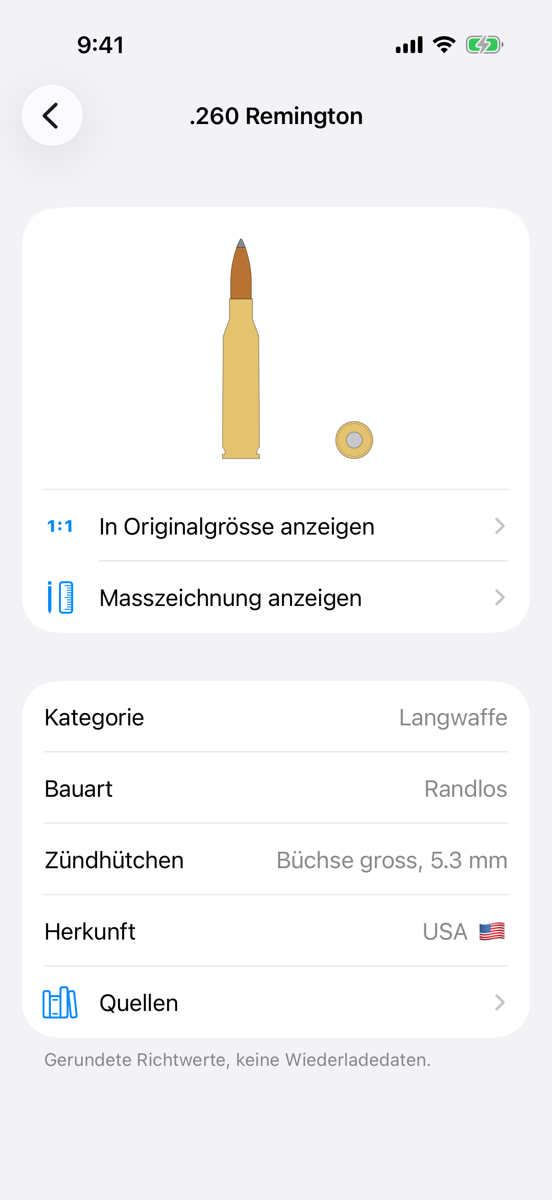 9:41
.260 Remington
1:1 In Originalgrösse anzeigen
Masszeichnung anzeigen
Kategorie Langwaffe
Bauart Randlos
Zündhütchen Büchse gross, 5.3 mm
Herkunft USA 🇺🇸
Quellen
Gerundete Richtwerte, keine Wiederladedaten.